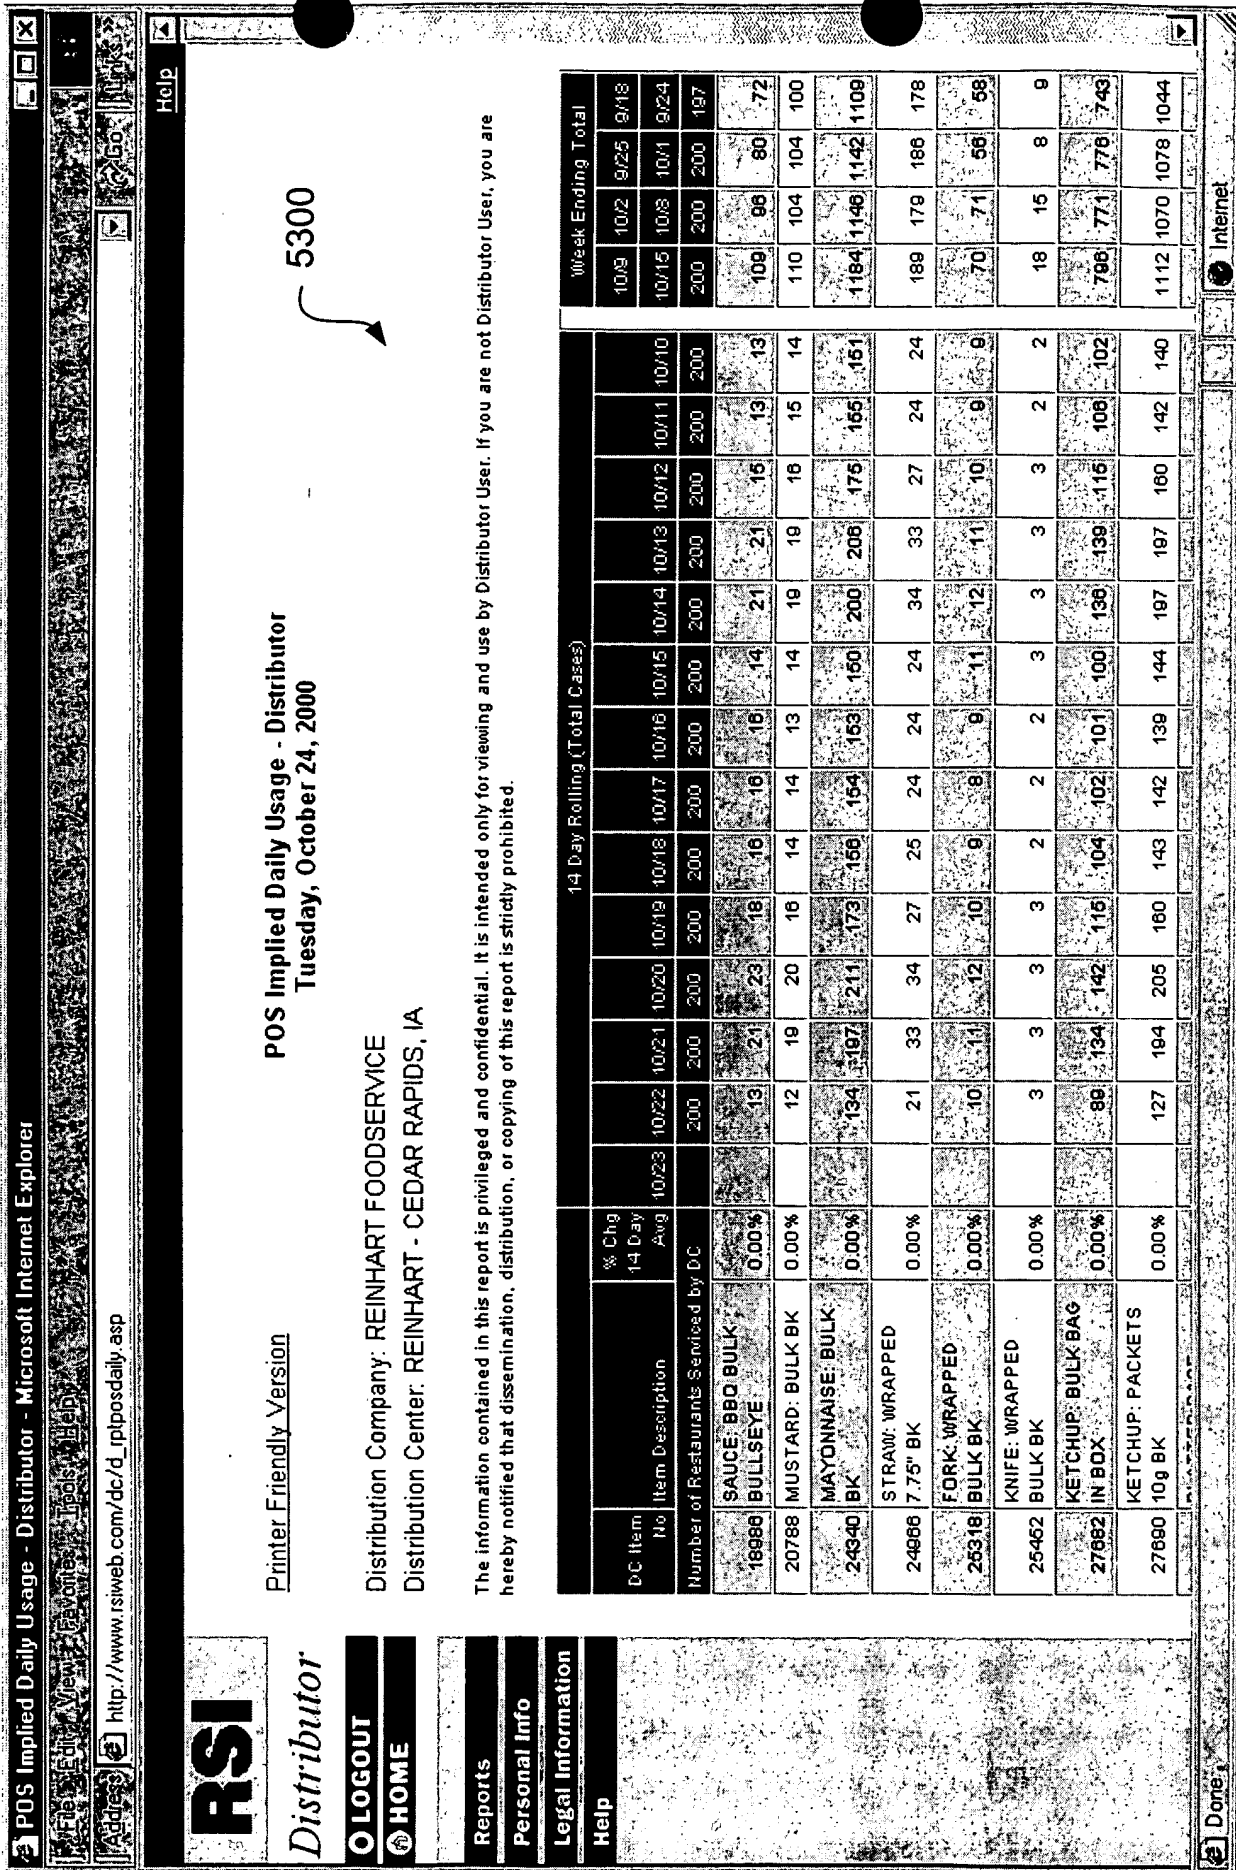 POS Implied Daily Usage - Distributor - Microsoft Internet Explorer
File Edit View Favorites Tools Help
Address http://www.rsiweb.com/dc/d_rptposdaily.asp Go Links »
Help
RSI
Distributor
LOGOUT
HOME
Reports
Personal Info
Legal Information
Help
Printer Friendly Version
POS Implied Daily Usage - Distributor
Tuesday, October 24, 2000
5300
Distribution Company: REINHART FOODSERVICE
Distribution Center: REINHART - CEDAR RAPIDS, IA
The information contained in this report is privileged and confidential. It is intended only for viewing and use by Distributor User. If you are not Distributor User, you are
hereby notified that dissemination, distribution, or copying of this report is strictly prohibited.
14 Day Rolling (Total Cases) Week Ending Total
% Chg 10/9 10/2 9/25 9/18
DC Item 14 Day
No Item Description Avg 10/23 10/22 10/21 10/20 10/19 10/18 10/17 10/16 10/15 10/14 10/13 10/12 10/11 10/10 10/15 10/8 10/1 9/24
Number of Restaurants Serviced by DC 200 200 200 200 200 200 200 200 200 200 200 200 200 200 200 200 197
SAUCE: BBQ BULK
18986 BULLSEYE 0.00% 13 21 23 18 16 16 16 14 21 21 15 13 13 109 96 80 72
20788 MUSTARD: BULK BK 0.00% 12 19 20 16 14 14 13 14 19 19 16 15 14 110 104 104 100
MAYONNAISE: BULK
24340 BK 0.00% 134 197 211 173 156 154 153 150 200 206 175 155 151 1184 1146 1142 1109
STRAW: WRAPPED
24966 7.75" BK 0.00% 21 33 34 27 25 24 24 24 34 33 27 24 24 189 179 186 178
FORK: WRAPPED
25318 BULK BK 0.00% 10 11 12 10 9 8 9 11 12 11 10 9 9 70 71 56 58
KNIFE: WRAPPED
25452 BULK BK 0.00% 3 3 3 3 2 2 2 3 3 3 3 2 2 18 15 8 9
KETCHUP: BULK BAG
27682 IN BOX 0.00% 89 134 142 115 104 102 101 100 136 139 115 106 102 796 771 776 743
KETCHUP: PACKETS
27690 10g BK 0.00% 127 194 205 160 143 142 139 144 197 197 160 142 140 1112 1070 1078 1044
Done Internet